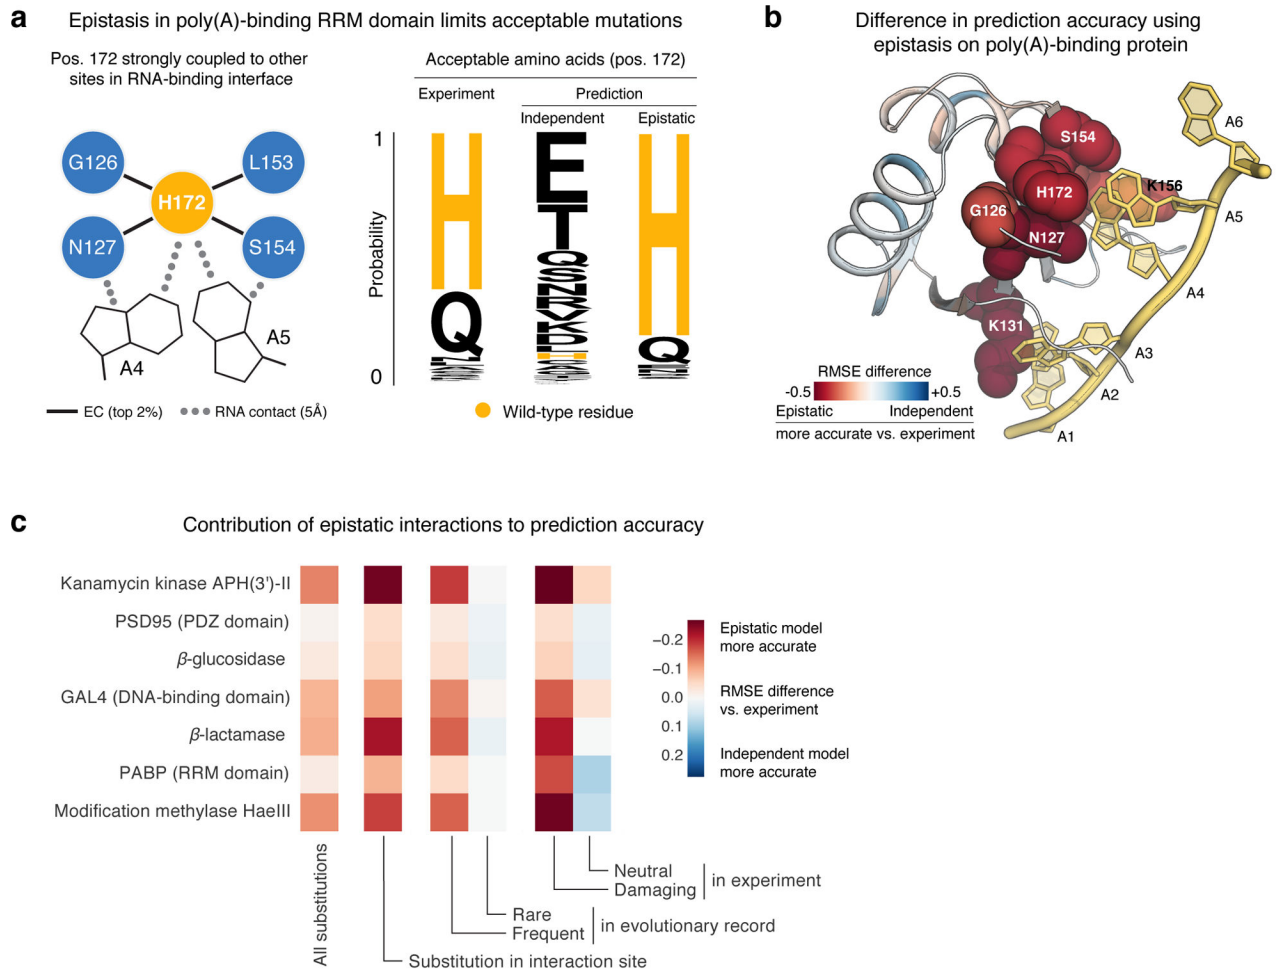 a
Epistasis in poly(A)-binding RRM domain limits acceptable mutations
Pos. 172 strongly coupled to other
sites in RNA-binding interface
G126
L153
H172
N127
S154
A4
A5
EC (top 2%)
RNA contact (5Å)
Acceptable amino acids (pos. 172)
Experiment
Prediction
Independent
Epistatic
Probability
1
0
H
Q
E
T
Q
S
N
H
Q
Wild-type residue
b
Difference in prediction accuracy using
epistasis on poly(A)-binding protein
S154
H172
K156
G126
N127
K131
A6
A5
A4
A3
A2
A1
RMSE difference
-0.5
+0.5
Epistatic
Independent
more accurate vs. experiment
c
Contribution of epistatic interactions to prediction accuracy
Kanamycin kinase APH(3')-II
PSD95 (PDZ domain)
β-glucosidase
GAL4 (DNA-binding domain)
β-lactamase
PABP (RRM domain)
Modification methylase HaeIII
−0.2
−0.1
0.0
0.1
0.2
Epistatic model
more accurate
RMSE difference
vs. experiment
Independent model
more accurate
All substitutions
Neutral
Damaging
in experiment
Rare
Frequent
in evolutionary record
Substitution in interaction site